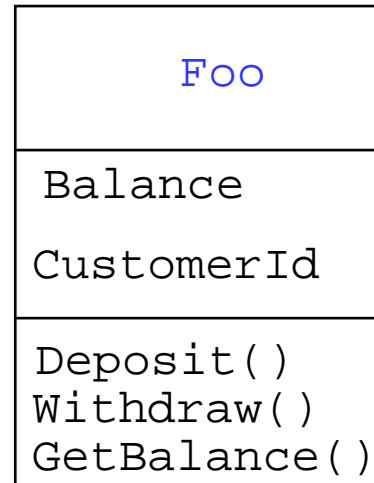 Foo
Balance
CustomerId
Deposit()
Withdraw()
GetBalance()